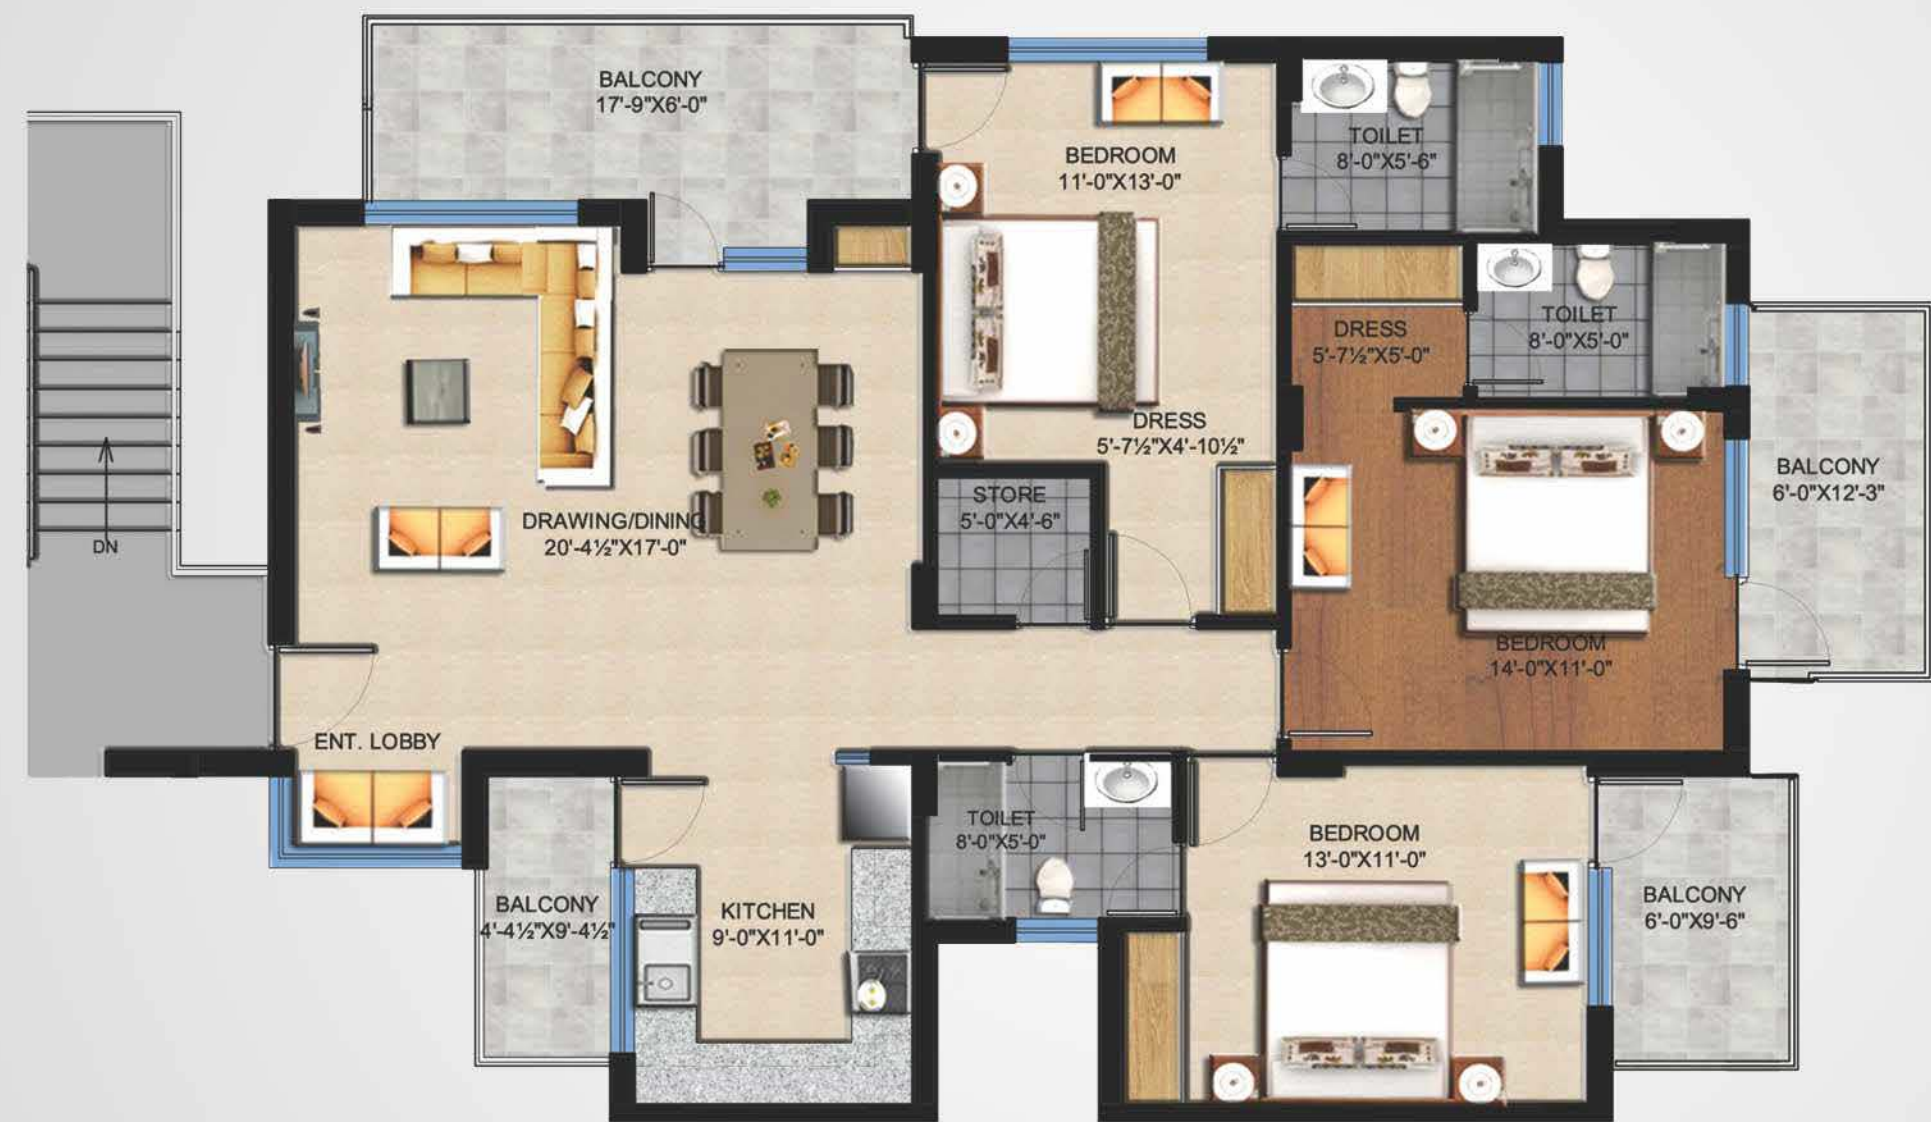 BALCONY
17'-9"X6'-0"
BEDROOM
11'-0"X13'-0"
TOILET
8'-0"X5'-6"
DRESS
5'-7½"X5'-0"
TOILET
8'-0"X5'-0"
DRESS
5'-7½"X4'-10½"
BALCONY
6'-0"X12'-3"
STORE
5'-0"X4'-6"
DRAWING/DINING
20'-4½"X17'-0"
DN
BEDROOM
14'-0"X11'-0"
ENT. LOBBY
TOILET
8'-0"X5'-0"
BEDROOM
13'-0"X11'-0"
BALCONY
4'-4½"X9'-4½"
KITCHEN
9'-0"X11'-0"
BALCONY
6'-0"X9'-6"